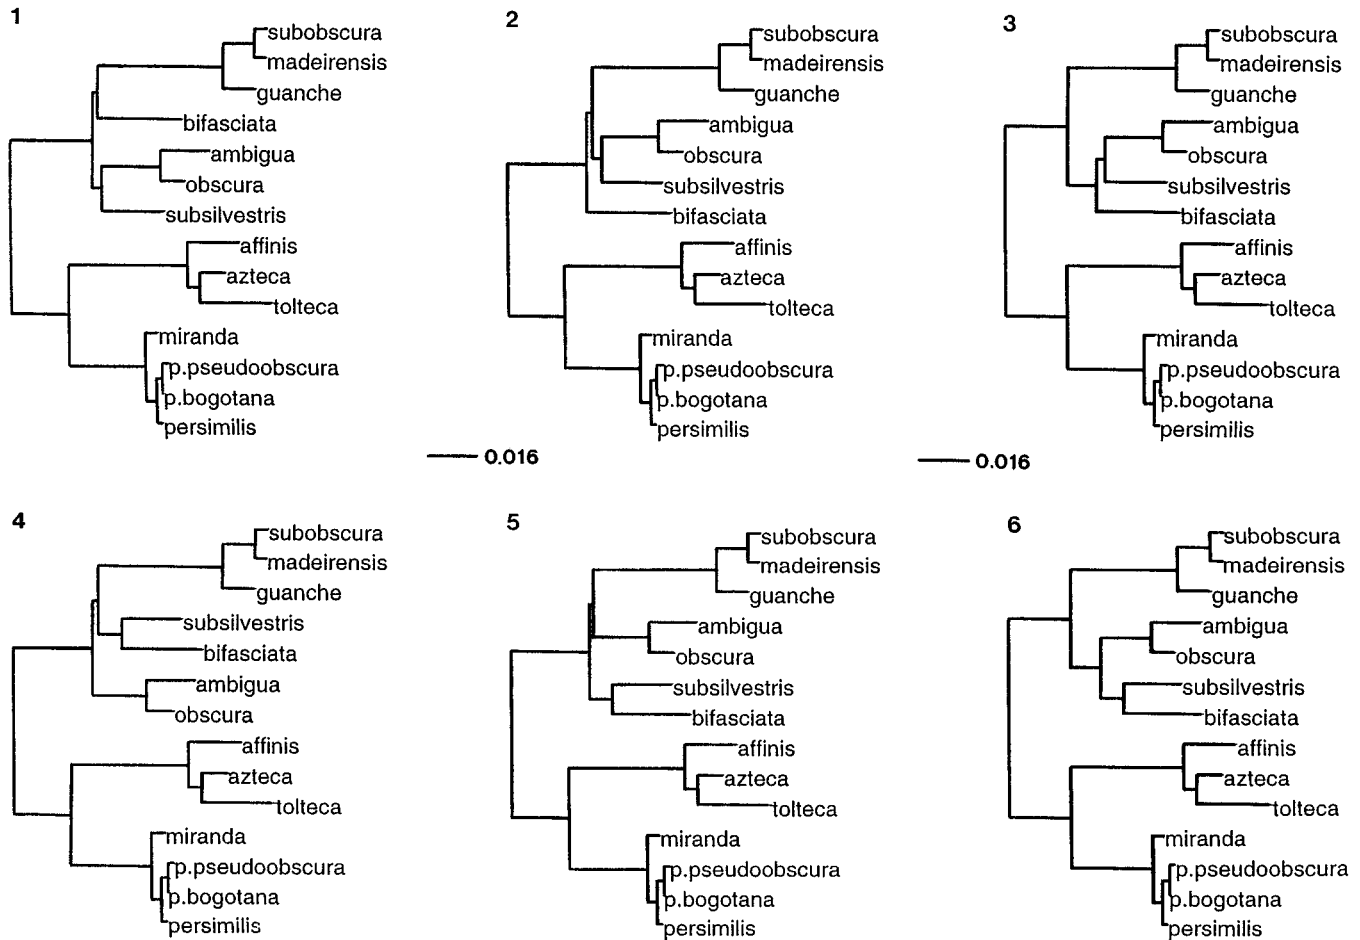 1
subobscura
madeirensis
guanche
bifasciata
ambigua
obscura
subsilvestris
affinis
azteca
tolteca
miranda
p.pseudoobscura
p.bogotana
persimilis
2
subobscura
madeirensis
guanche
ambigua
obscura
subsilvestris
bifasciata
affinis
azteca
tolteca
miranda
p.pseudoobscura
p.bogotana
persimilis
0.016
3
subobscura
madeirensis
guanche
ambigua
obscura
subsilvestris
bifasciata
affinis
azteca
tolteca
miranda
p.pseudoobscura
p.bogotana
persimilis
0.016
4
subobscura
madeirensis
guanche
subsilvestris
bifasciata
ambigua
obscura
affinis
azteca
tolteca
miranda
p.pseudoobscura
p.bogotana
persimilis
5
subobscura
madeirensis
guanche
ambigua
obscura
subsilvestris
bifasciata
affinis
azteca
tolteca
miranda
p.pseudoobscura
p.bogotana
persimilis
6
subobscura
madeirensis
guanche
ambigua
obscura
subsilvestris
bifasciata
affinis
azteca
tolteca
miranda
p.pseudoobscura
p.bogotana
persimilis